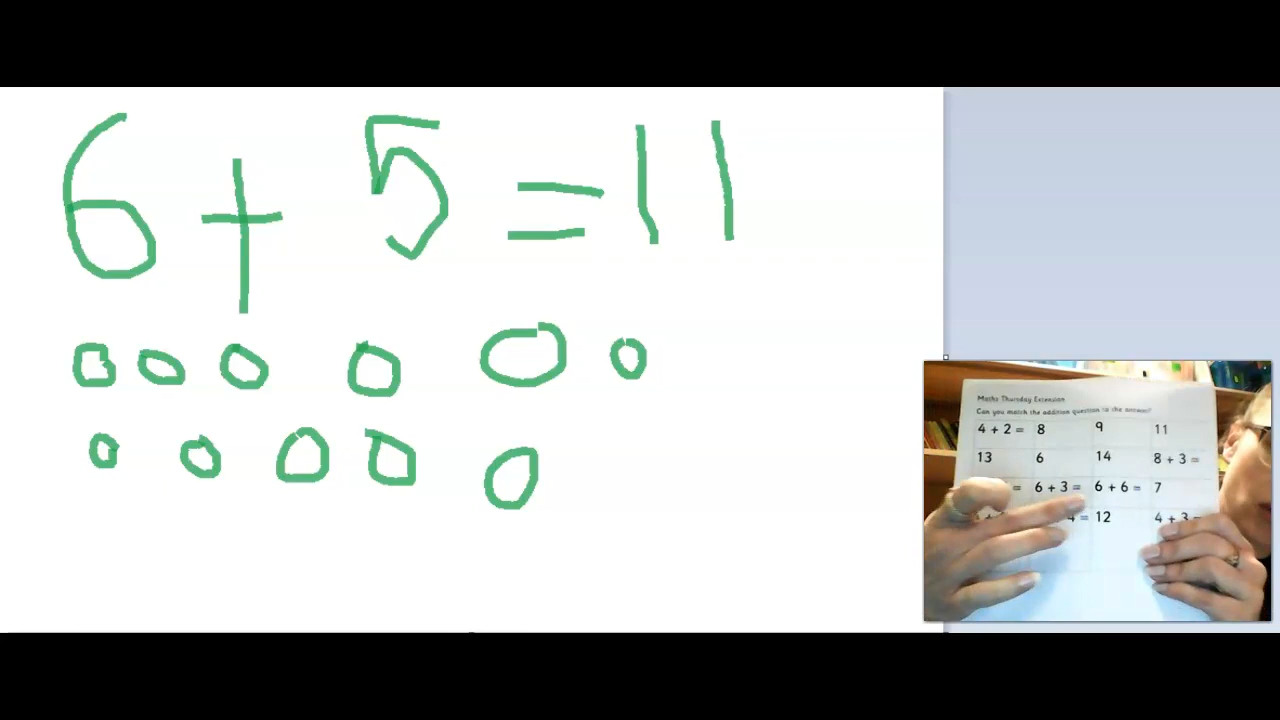 6 + 5 = 11
Maths Thursday Extension
Can you match the addition question to the answer?
4 + 2 = 8 9 11
13 6 14 8 + 3 =
= 6 + 3 = 6 + 6 = 7
4 = 12 4 + 3 =